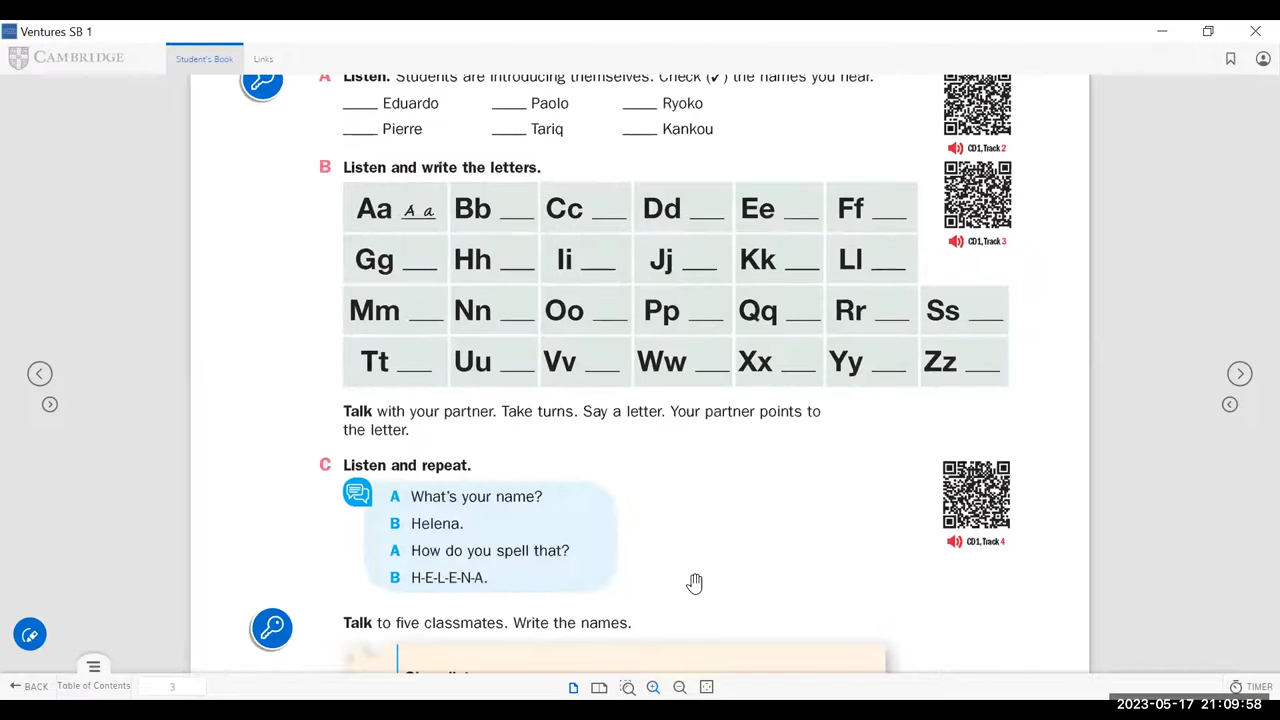 Ventures SB 1
CAMBRIDGE
Student's Book
Links
A Listen. Students are introducing themselves. Check (✓) the names you hear.
____ Eduardo ____ Paolo ____ Ryoko
____ Pierre ____ Tariq ____ Kankou
CD1, Track 2
B Listen and write the letters.
Aa A a Bb ___ Cc ___ Dd ___ Ee ___ Ff ___
CD1, Track 3
Gg ___ Hh ___ Ii ___ Jj ___ Kk ___ Ll ___
Mm ___ Nn ___ Oo ___ Pp ___ Qq ___ Rr ___ Ss ___
Tt ___ Uu ___ Vv ___ Ww ___ Xx ___ Yy ___ Zz ___
Talk with your partner. Take turns. Say a letter. Your partner points to
the letter.
C Listen and repeat.
A What's your name?
B Helena.
A How do you spell that?
B H-E-L-E-N-A.
CD1, Track 4
Talk to five classmates. Write the names.
BACK
Table of Contents
3
TIMER
2023-05-17 21:09:58